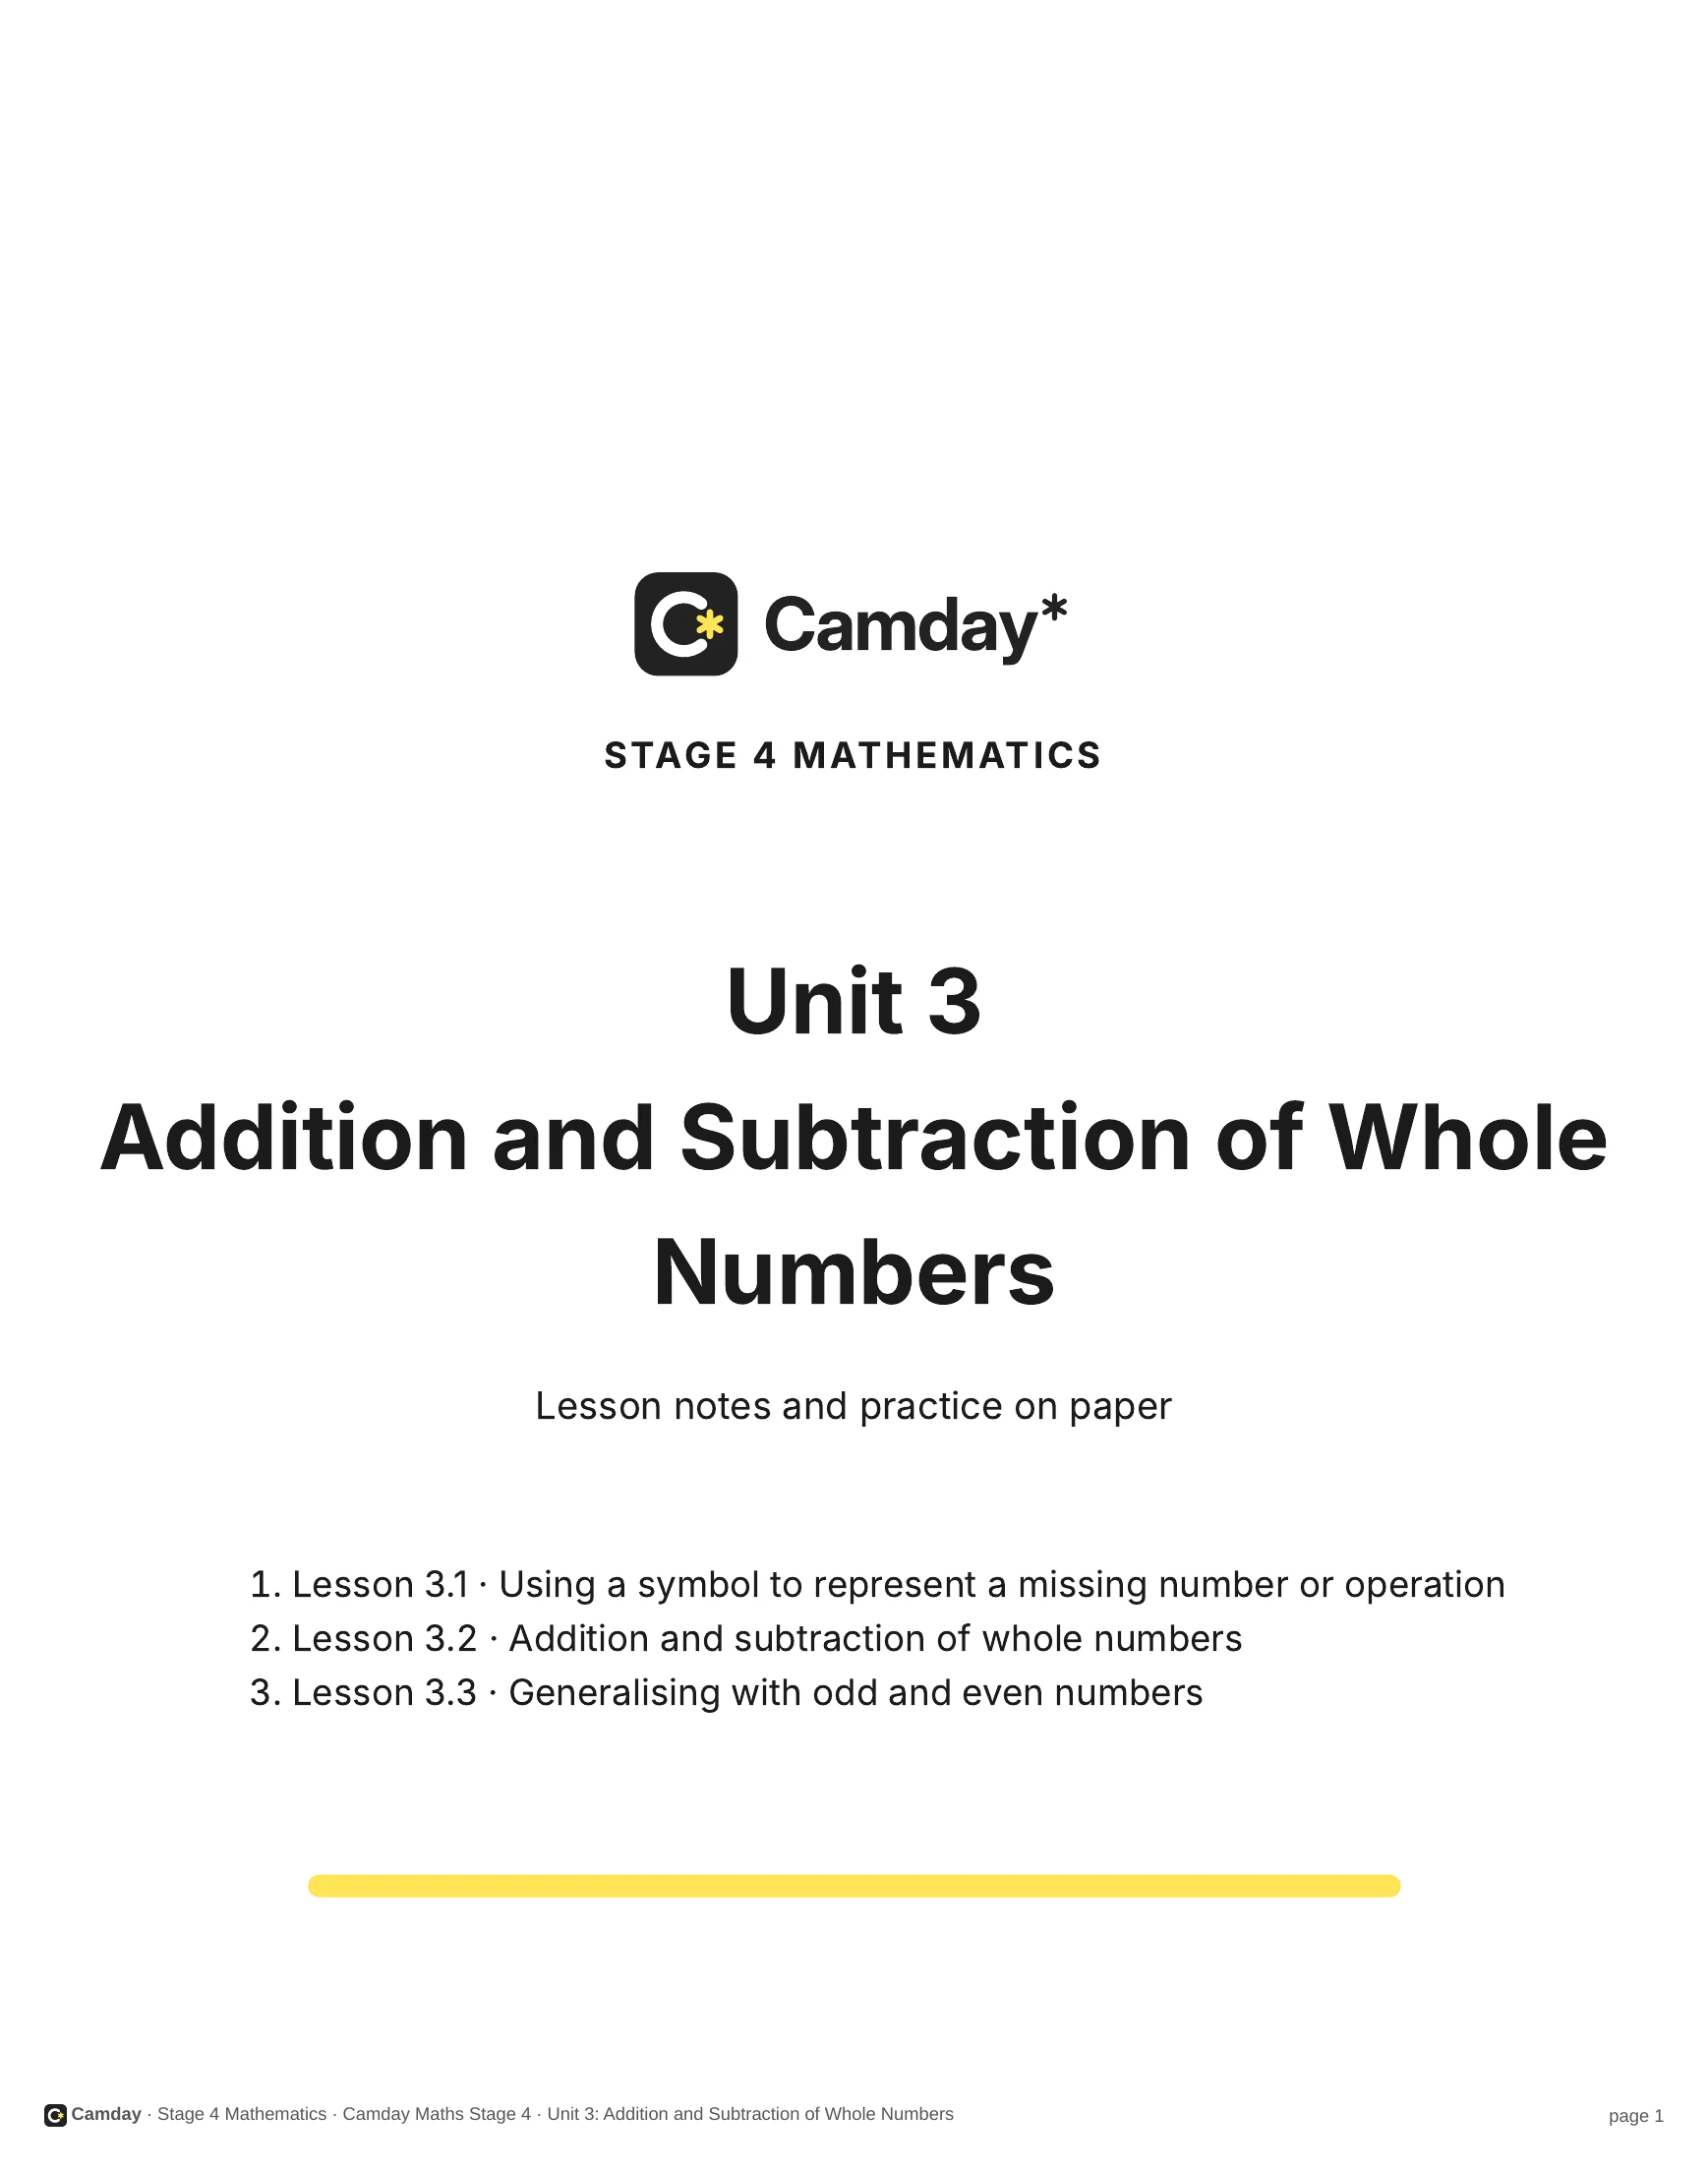 Camday*
STAGE 4 MATHEMATICS
Unit 3
Addition and Subtraction of Whole
Numbers
Lesson notes and practice on paper
1. Lesson 3.1 · Using a symbol to represent a missing number or operation
2. Lesson 3.2 · Addition and subtraction of whole numbers
3. Lesson 3.3 · Generalising with odd and even numbers
Camday · Stage 4 Mathematics · Camday Maths Stage 4 · Unit 3: Addition and Subtraction of Whole Numbers
page 1